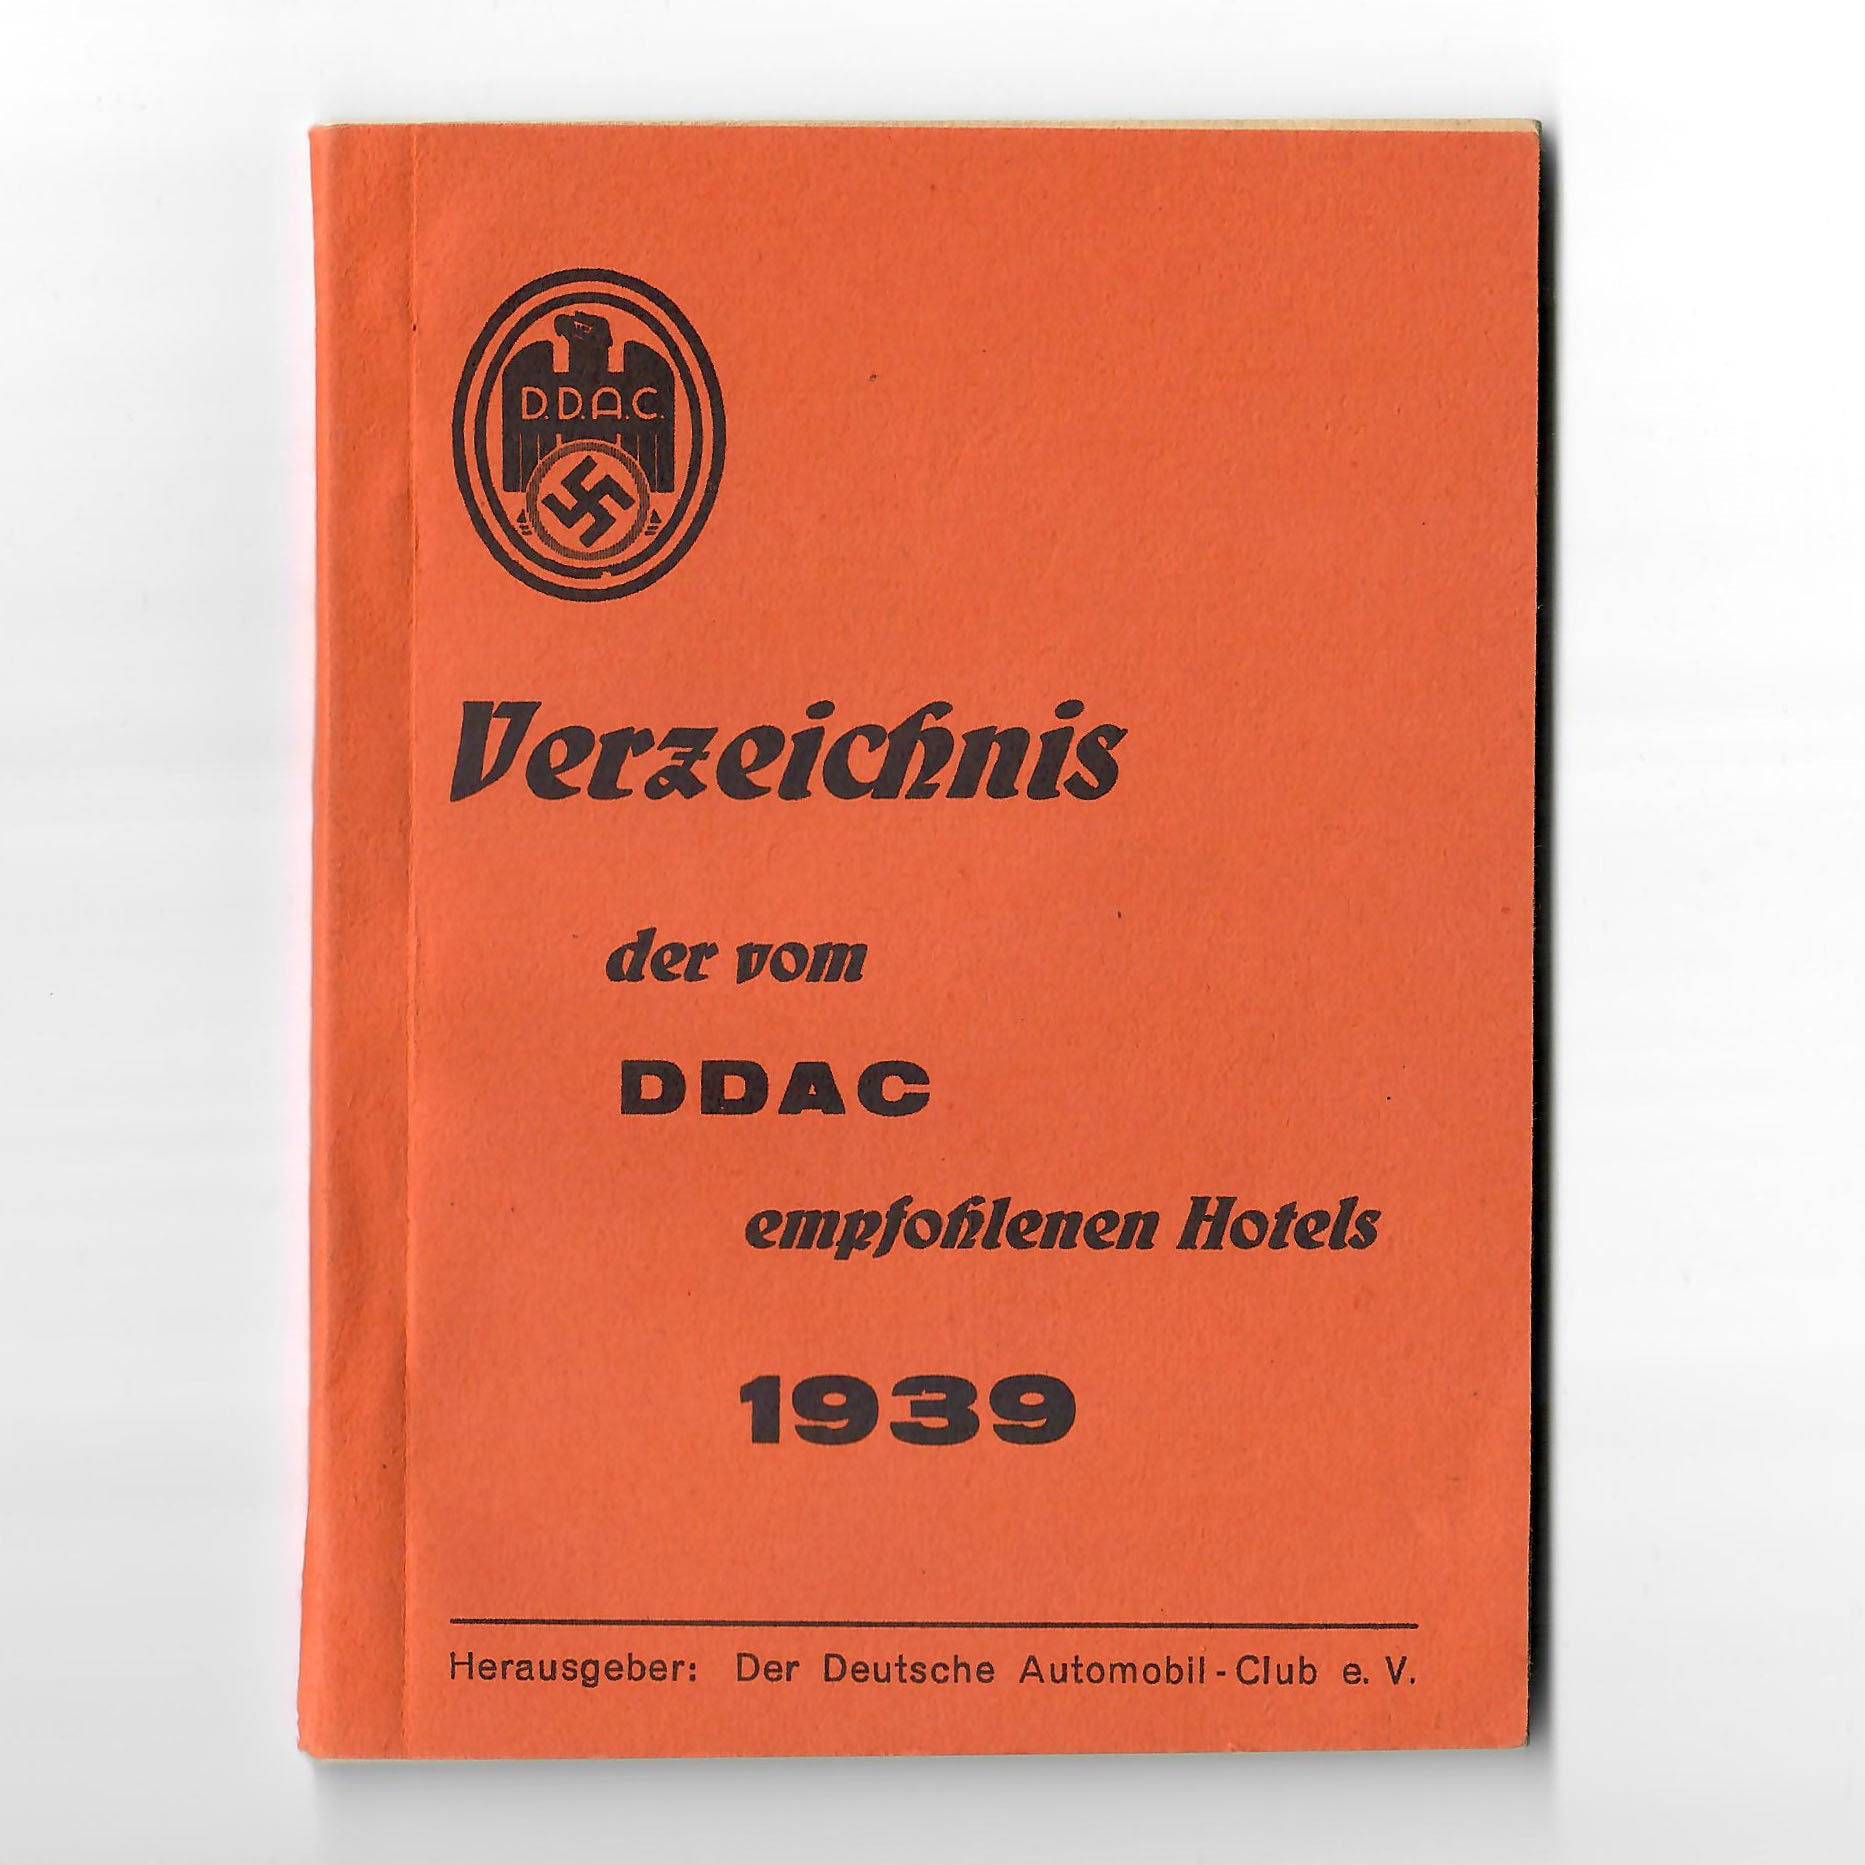 D.D.A.C.
Verzeichnis
der vom
DDAC
empfohlenen Hotels
1939
Herausgeber: Der Deutsche Automobil-Club e. V.